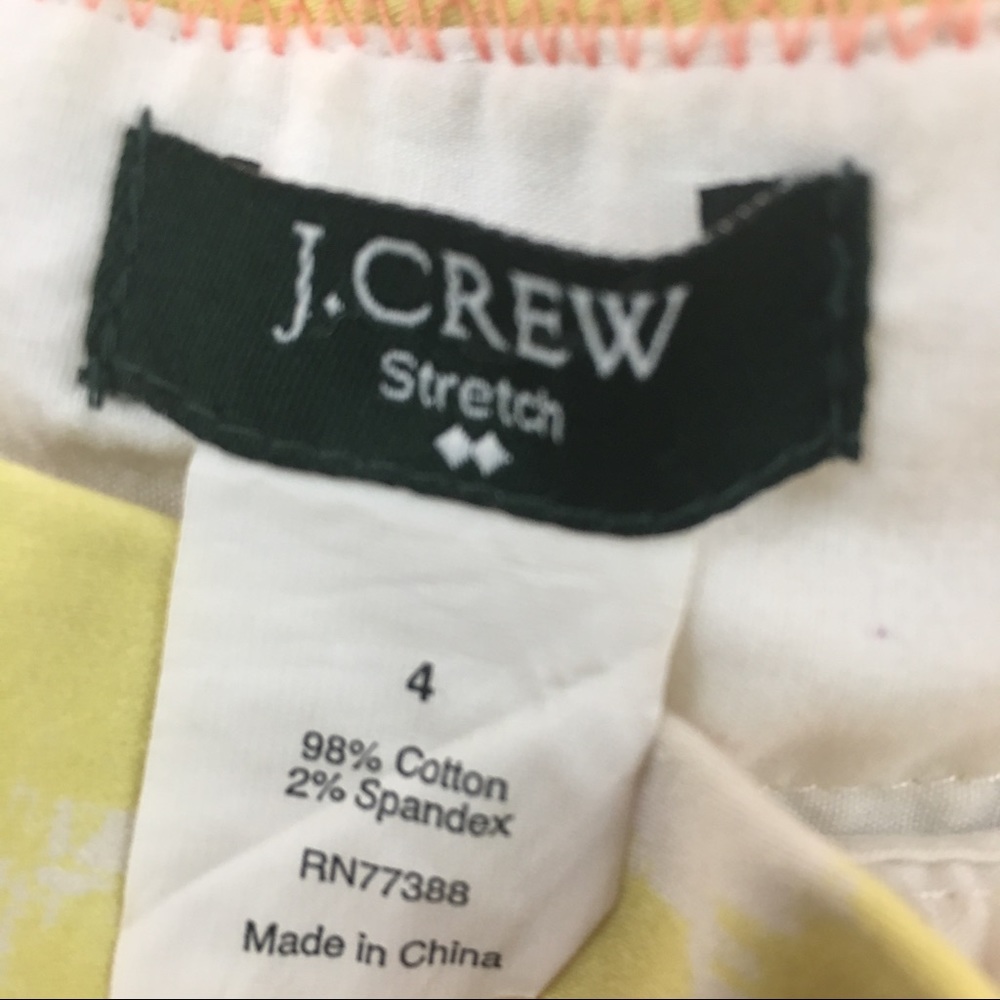 J.CREW
Stretch
4
98% Cotton
2% Spandex
RN77388
Made in China